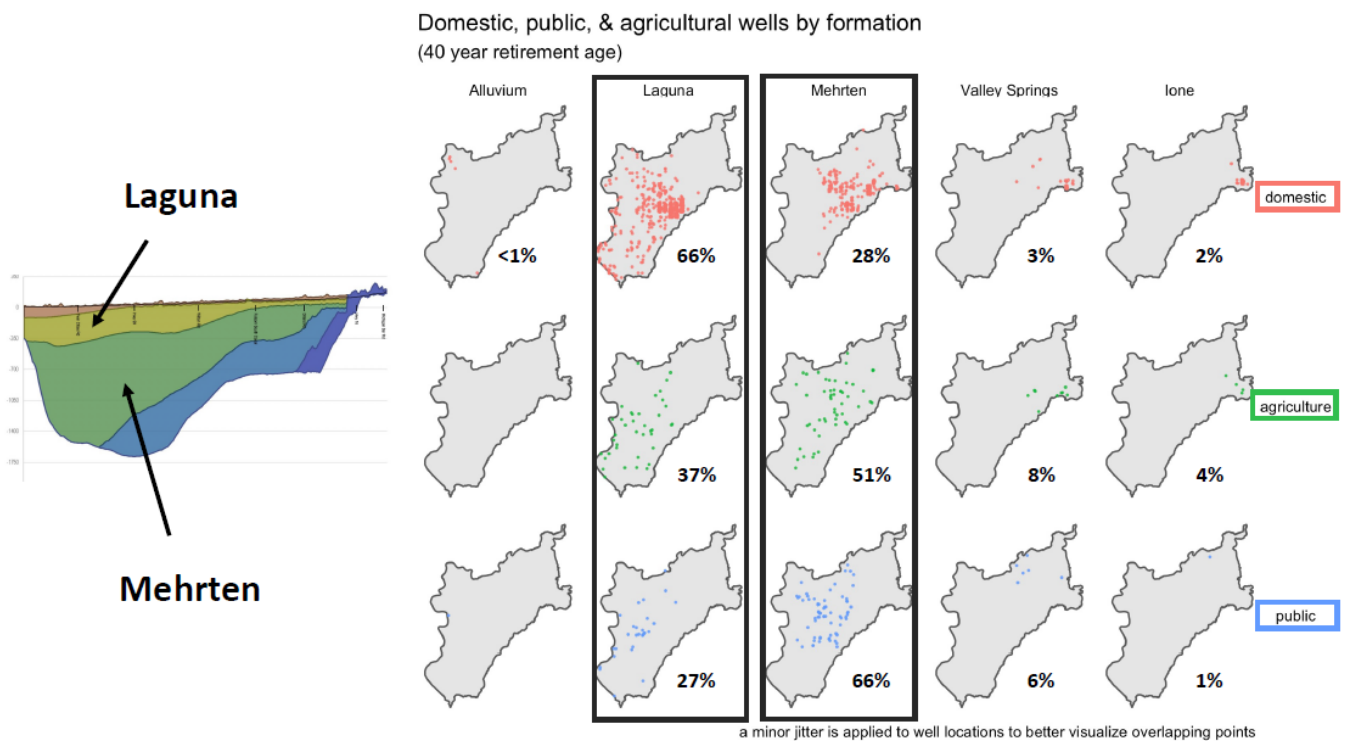 Domestic, public, & agricultural wells by formation
(40 year retirement age)
Alluvium
Laguna
Mehrten
Valley Springs
Ione
Laguna
Mehrten
<1%
66%
28%
3%
2%
domestic
37%
51%
8%
4%
agriculture
27%
66%
6%
1%
public
a minor jitter is applied to well locations to better visualize overlapping points